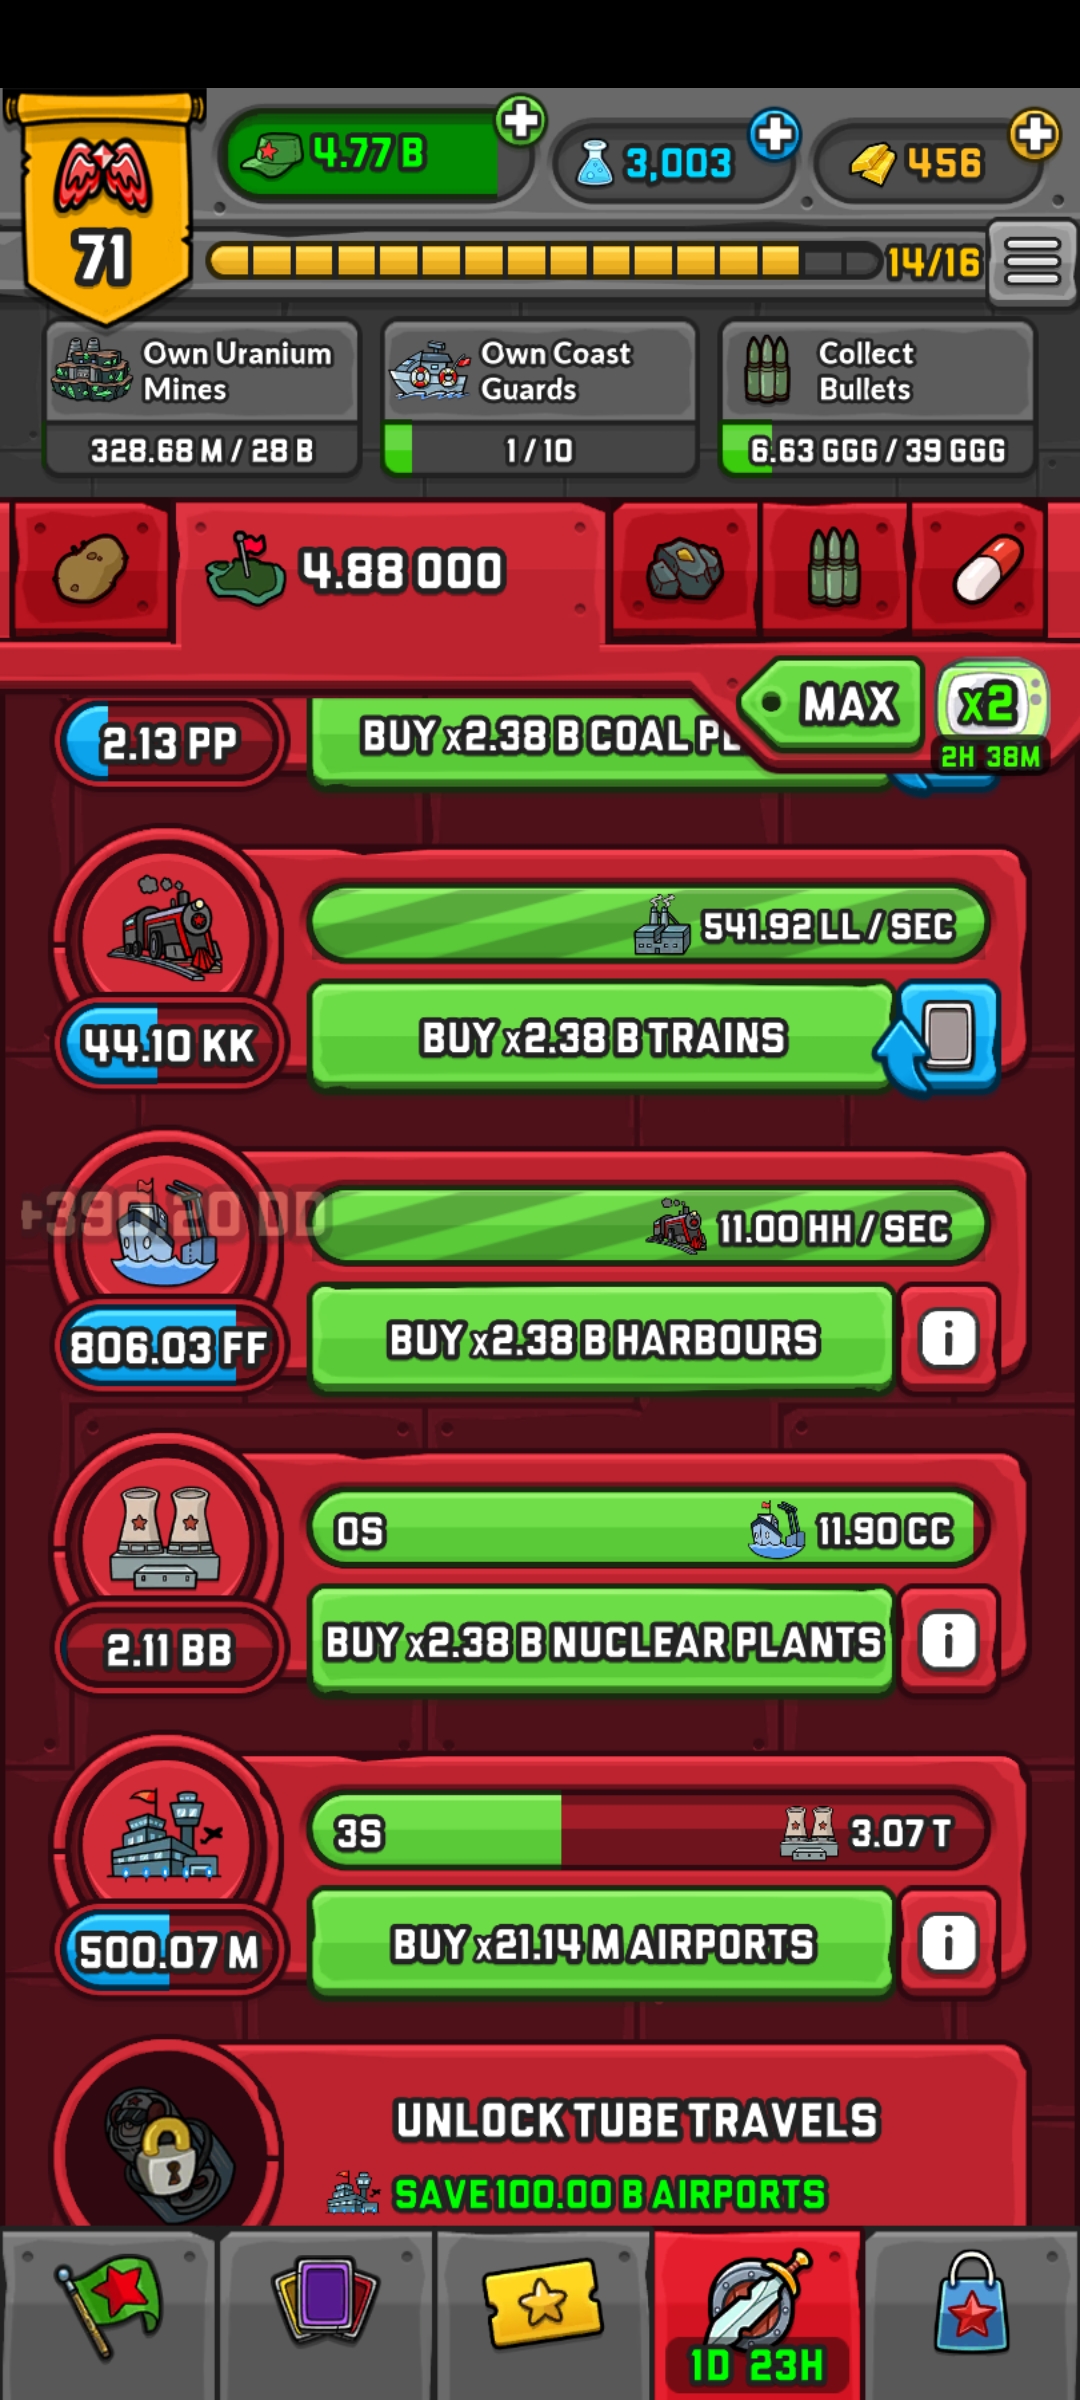 71
4.77 B
3,003
456
14/16
Own Uranium
Mines
328.68 M / 28 B
Own Coast
Guards
1 / 10
Collect
Bullets
6.63 GGG / 39 GGG
4.88 000
MAX
x2
2H 38M
2.13 PP
BUY x2.38 B COAL
541.92 LL / SEC
44.10 KK
BUY x2.38 B TRAINS
+390.20 DD
11.00 HH / SEC
806.03 FF
BUY x2.38 B HARBOURS
i
0S
11.90 CC
2.11 BB
BUY x2.38 B NUCLEAR PLANTS
i
3S
3.07 T
500.07 M
BUY x21.14 M AIRPORTS
i
UNLOCK TUBE TRAVELS
SAVE 100.00 B AIRPORTS
1D 23H